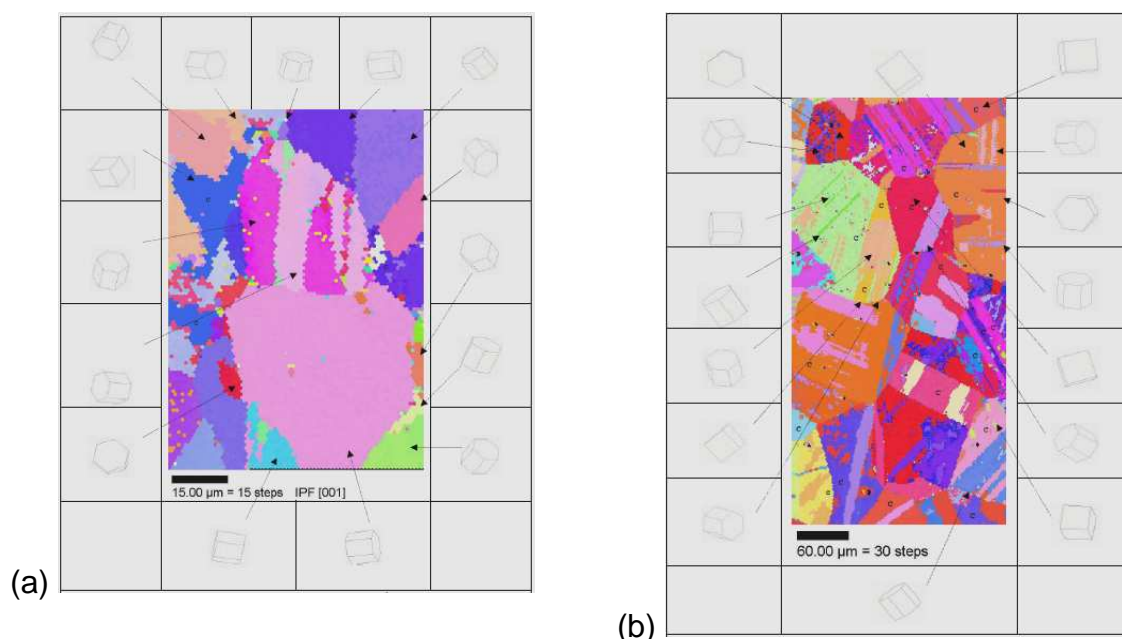 15.00 µm = 15 steps IPF [001]
(a)
60.00 µm = 30 steps
(b)